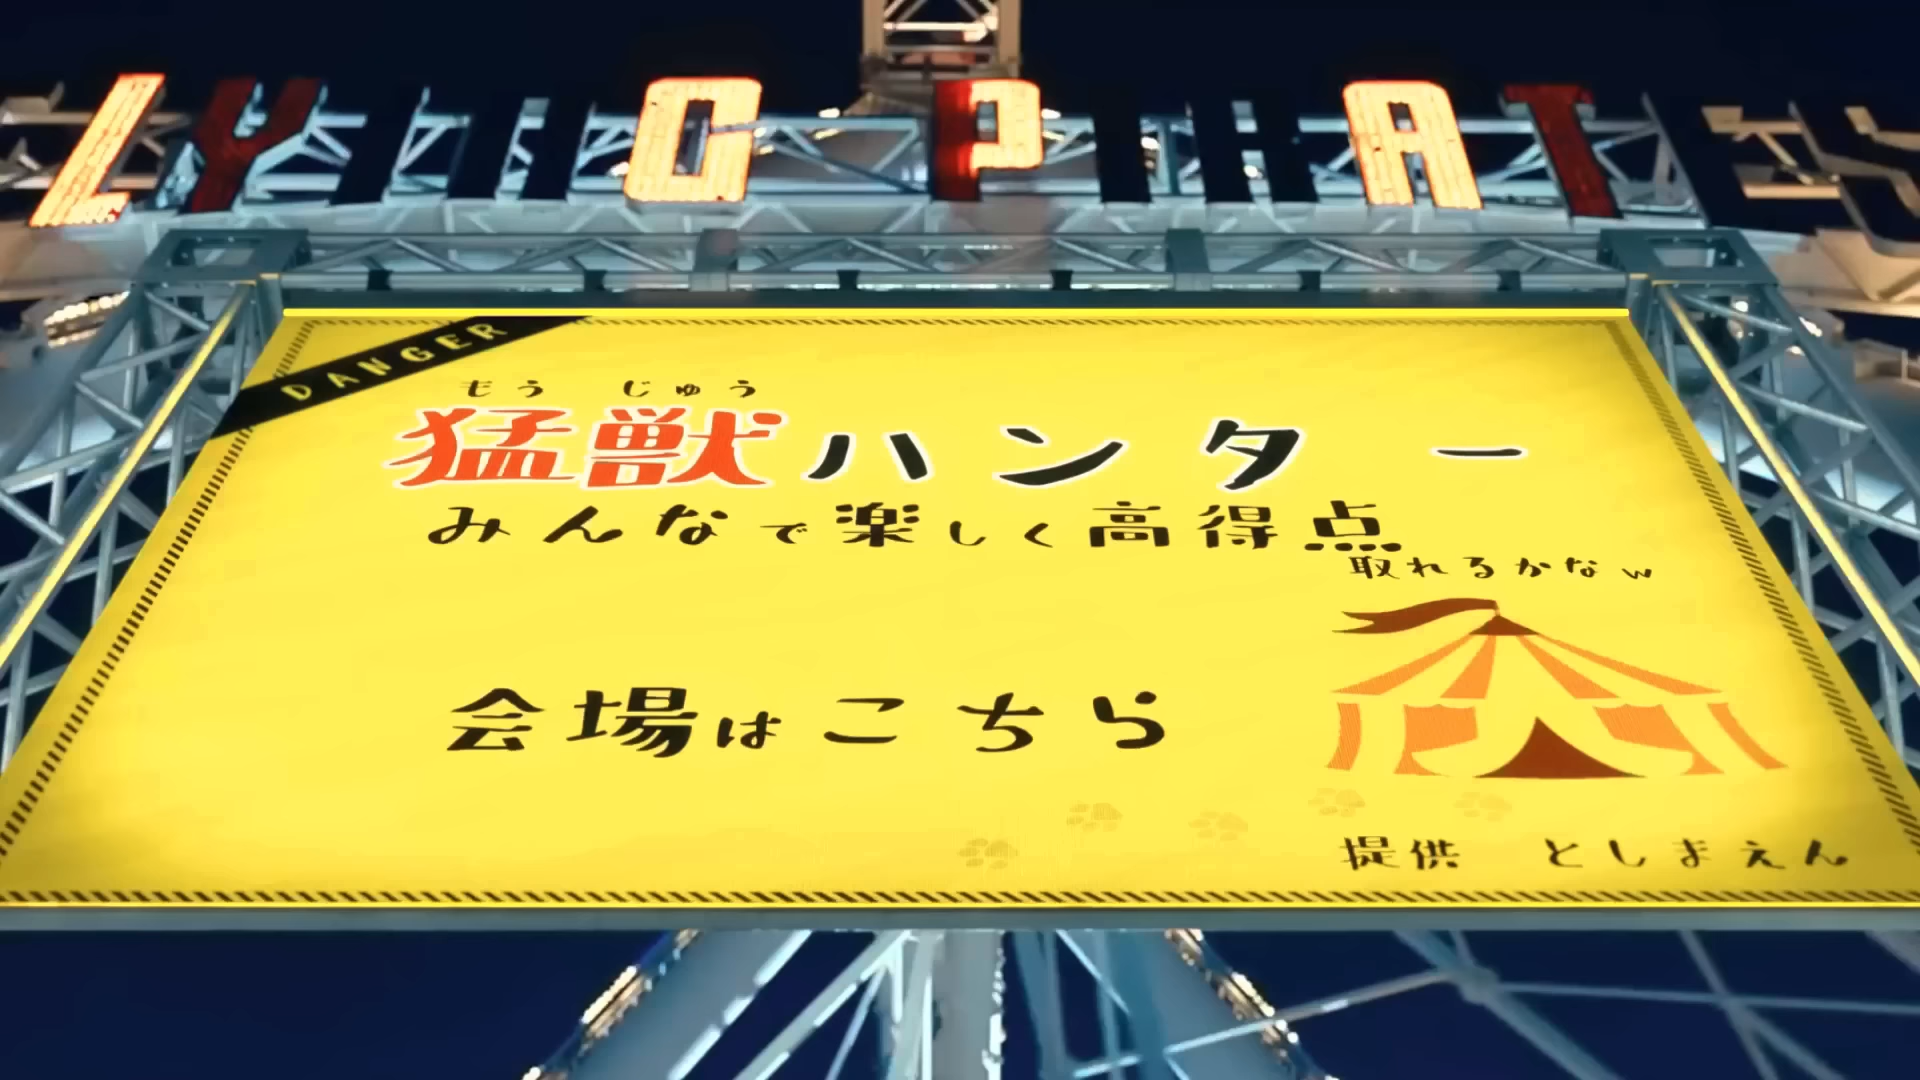 LYTICPHATES
DANGER
もうじゅう
猛獣ハンター
みんなで楽しく高得点
取れるかなw
会場はこちら
提供 としまえん